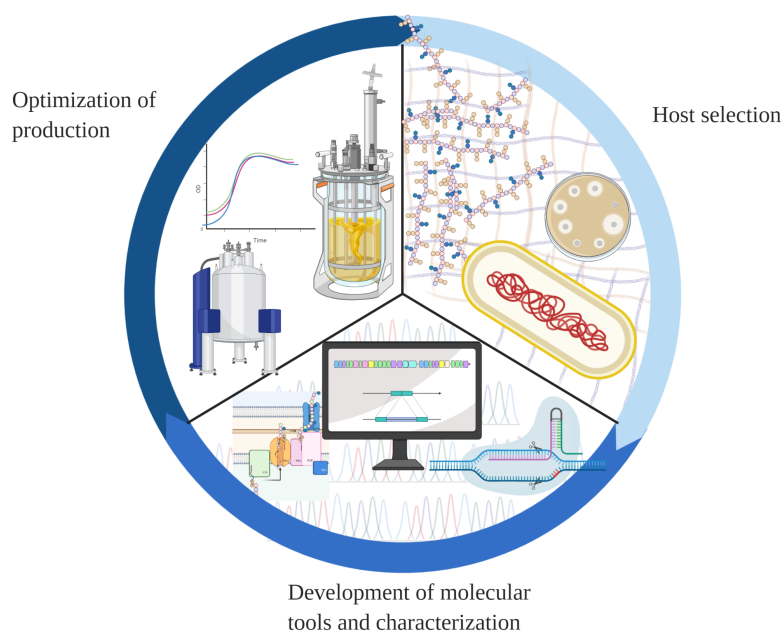 Optimization of
production
Host selection
OD
Time
Development of molecular
tools and characterization